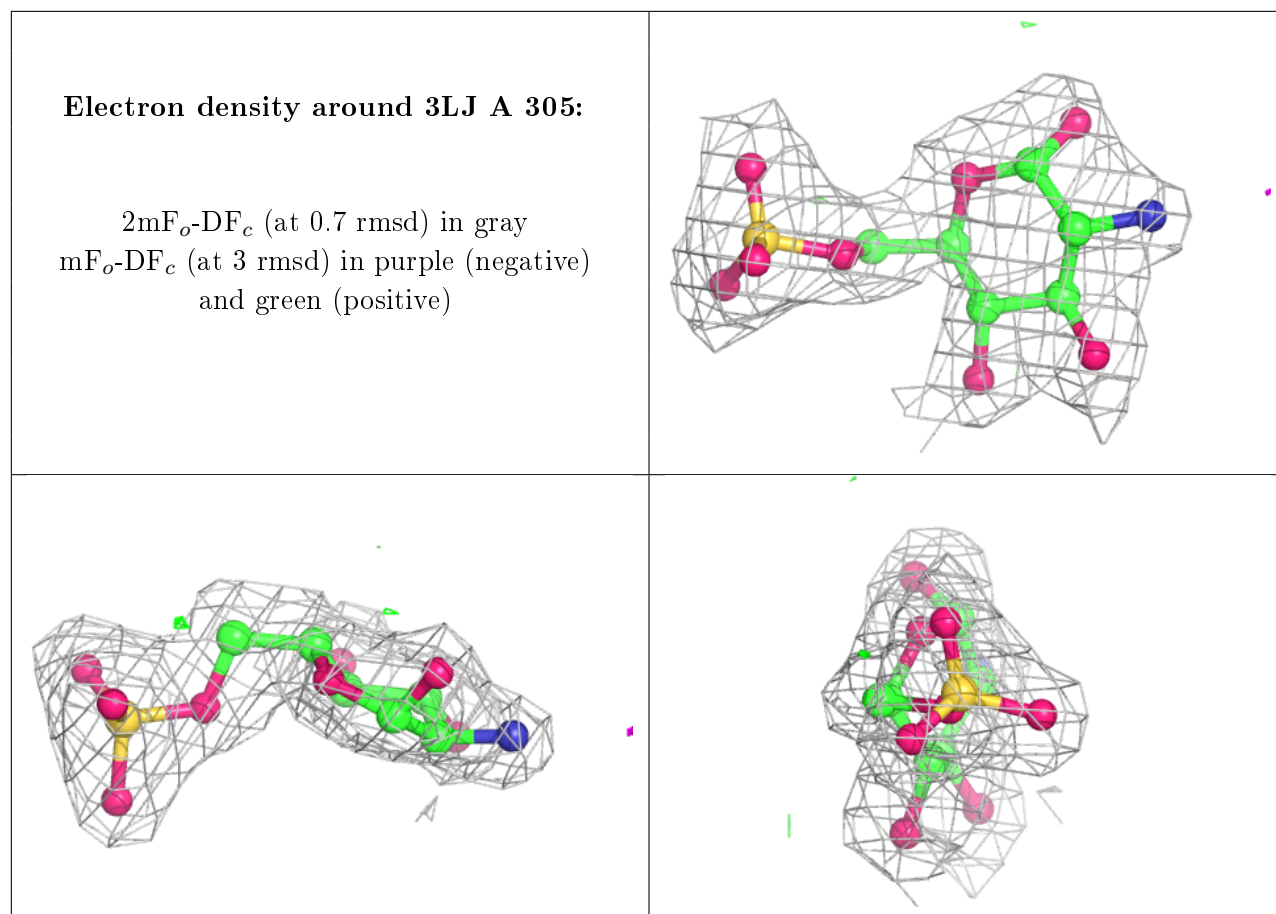 Electron density around 3LJ A 305:
2mFo-DFc (at 0.7 rmsd) in gray
mFo-DFc (at 3 rmsd) in purple (negative)
and green (positive)